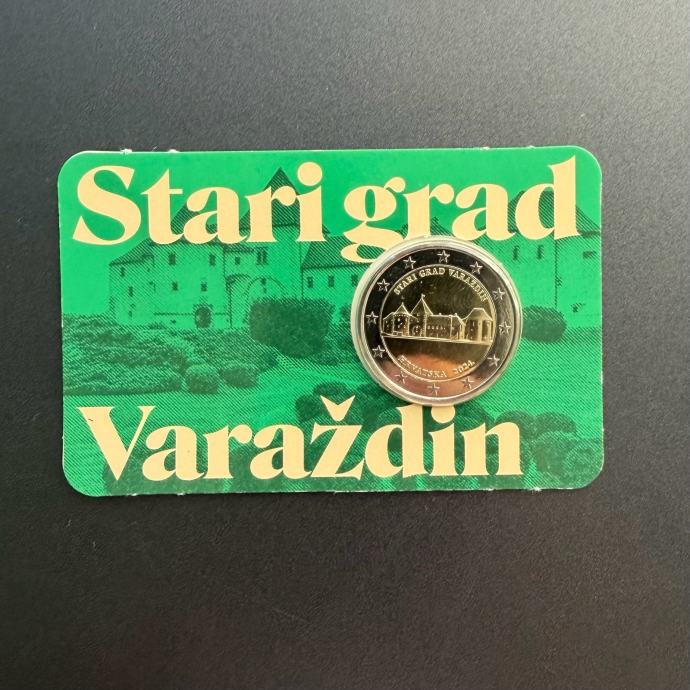 Stari grad
STARI GRAD VARAŽDIN
HRVATSKA 2024.
Varaždin